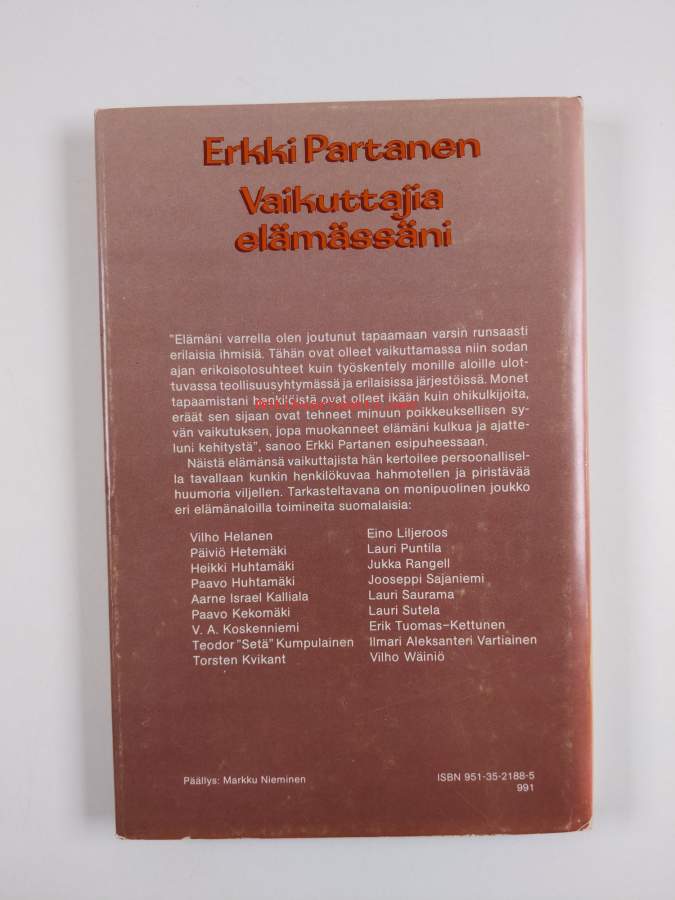 Erkki Partanen
Vaikuttajia
elämässäni
"Elämäni varrella olen joutunut tapaamaan varsin runsaasti
erilaisia ihmisiä. Tähän ovat olleet vaikuttamassa niin sodan
ajan erikoisolosuhteet kuin työskentely monille aloille ulot-
tuvassa teollisuusyhtymässä ja erilaisissa järjestöissä. Monet
tapaamistani henkilöistä ovat olleet ikään kuin ohikulkijoita,
eräät sen sijaan ovat tehneet minuun poikkeuksellisen sy-
vän vaikutuksen, jopa muokanneet elämäni kulkua ja ajatte-
luni kehitystä", sanoo Erkki Partanen esipuheessaan.
Näistä elämänsä vaikuttajista hän kertoilee persoonallisel-
la tavallaan kunkin henkilökuvaa hahmotellen ja piristävää
huumoria viljellen. Tarkasteltavana on monipuolinen joukko
eri elämänaloilla toimineita suomalaisia:
Vilho Helanen
Päiviö Hetemäki
Heikki Huhtamäki
Paavo Huhtamäki
Aarne Israel Kalliala
Paavo Kekomäki
V. A. Koskenniemi
Teodor "Setä" Kumpulainen
Torsten Kvikant
Eino Liljeroos
Lauri Puntila
Jukka Rangell
Jooseppi Sajaniemi
Lauri Saurama
Lauri Sutela
Erik Tuomas-Kettunen
Ilmari Aleksanteri Vartiainen
Vilho Wäiniö
Päällys: Markku Nieminen
ISBN 951-35-2188-5
991